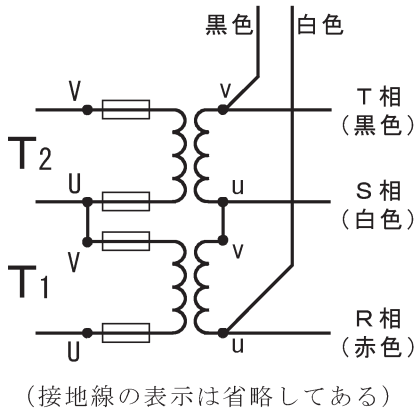 黒色 白色
V v T相
(黒色)
T2
U u S相
(白色)
V v
T1
R相
U u (赤色)
(接地線の表示は省略してある)